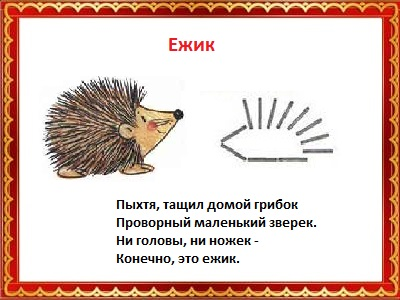 Ежик
Пыхтя, тащил домой грибок
Проворный маленький зверек.
Ни головы, ни ножек -
Конечно, это ежик.